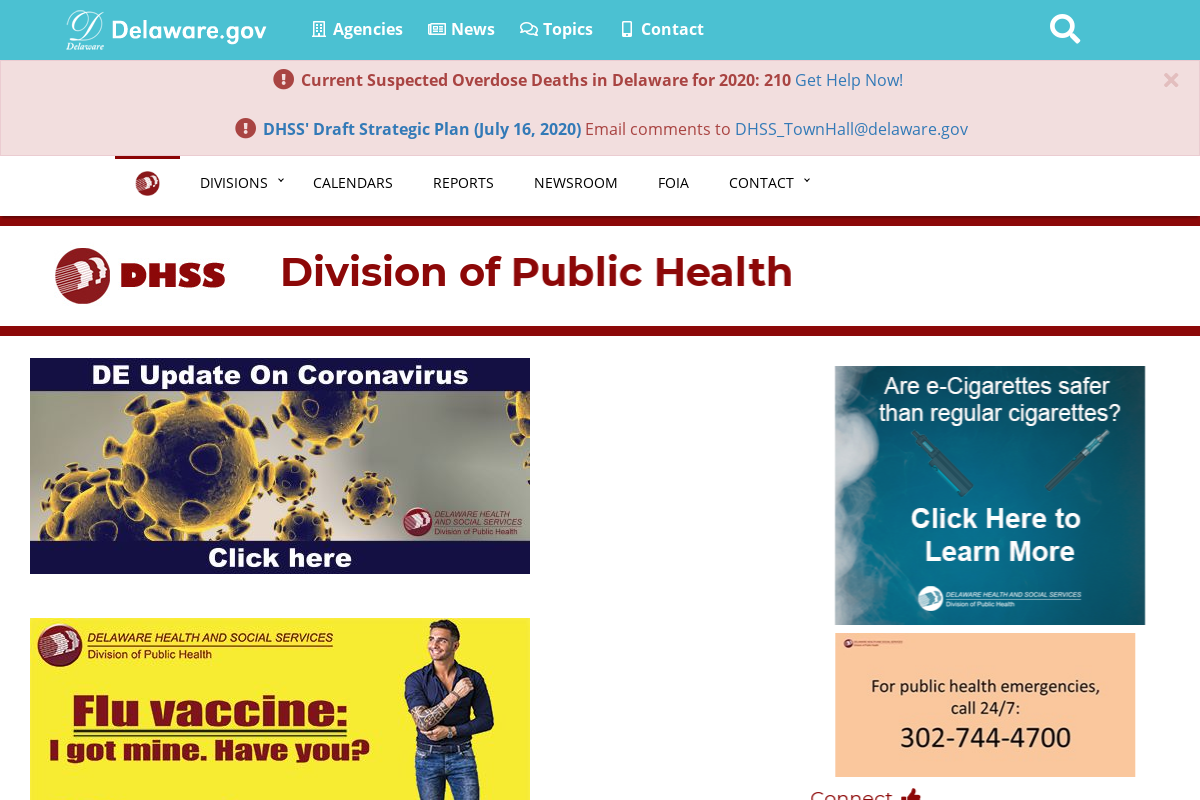 Delaware
Delaware.gov
Agencies
News
Topics
Contact
Current Suspected Overdose Deaths in Delaware for 2020: 210 Get Help Now!
×
DHSS' Draft Strategic Plan (July 16, 2020) Email comments to DHSS_TownHall@delaware.gov
DIVISIONS
CALENDARS
REPORTS
NEWSROOM
FOIA
CONTACT
DHSS
Division of Public Health
DE Update On Coronavirus
DELAWARE HEALTH
AND SOCIAL SERVICES
Division of Public Health
Click here
Are e-Cigarettes safer
than regular cigarettes?
Click Here to
Learn More
DELAWARE HEALTH AND SOCIAL SERVICES
Division of Public Health
DELAWARE HEALTH AND SOCIAL SERVICES
Division of Public Health
Flu vaccine:
I got mine. Have you?
For public health emergencies,
call 24/7:
302-744-4700
Connect